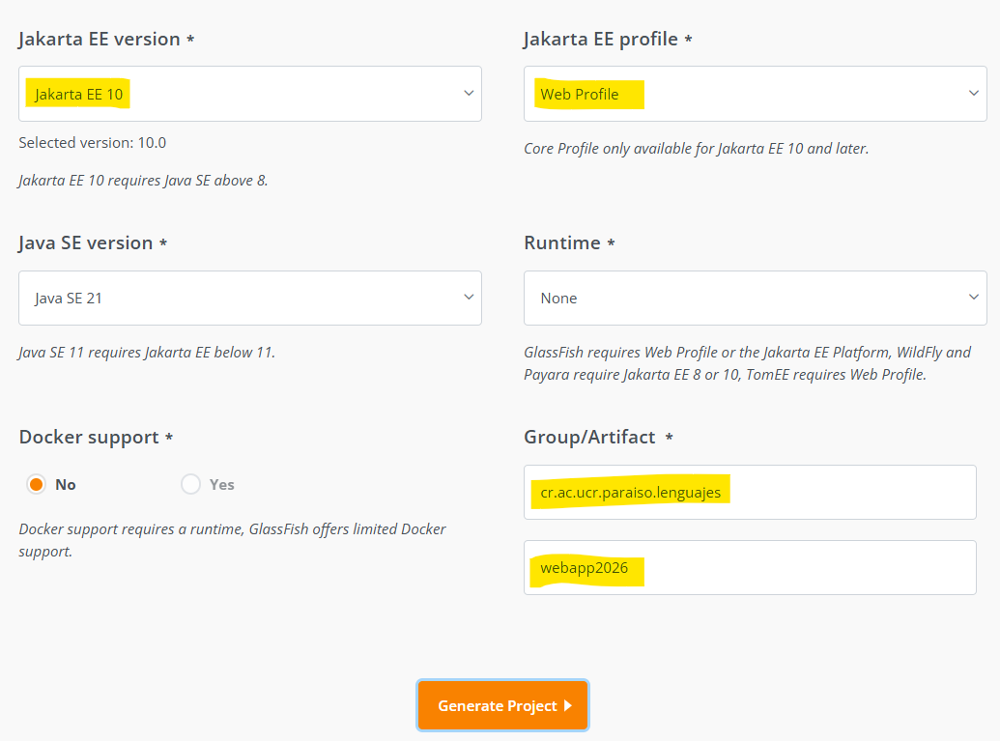 Jakarta EE version *
Jakarta EE profile *
Jakarta EE 10
Web Profile
Selected version: 10.0
Core Profile only available for Jakarta EE 10 and later.
Jakarta EE 10 requires Java SE above 8.
Java SE version *
Runtime *
Java SE 21
None
Java SE 11 requires Jakarta EE below 11.
GlassFish requires Web Profile or the Jakarta EE Platform, WildFly and
Payara require Jakarta EE 8 or 10, TomEE requires Web Profile.
Docker support *
Group/Artifact *
No
Yes
cr.ac.ucr.paraiso.lenguajes
Docker support requires a runtime, GlassFish offers limited Docker
support.
webapp2026
Generate Project